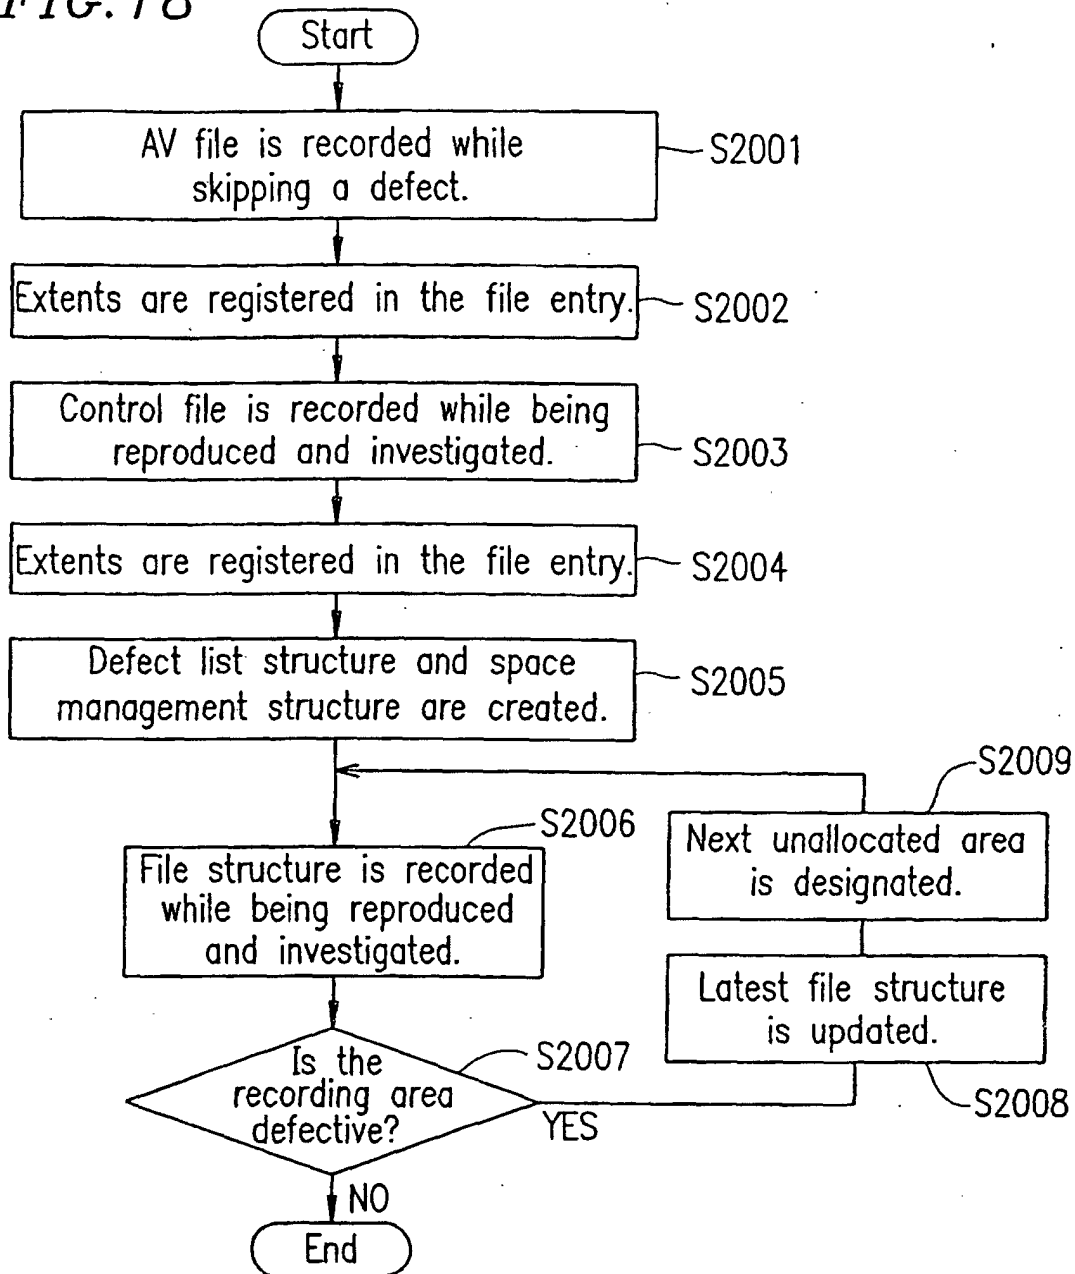 FIG. 18
Start
AV file is recorded while
skipping a defect.
S2001
Extents are registered in the file entry.
S2002
Control file is recorded while being
reproduced and investigated.
S2003
Extents are registered in the file entry.
S2004
Defect list structure and space
management structure are created.
S2005
S2006
File structure is recorded
while being reproduced
and investigated.
S2009
Next unallocated area
is designated.
Latest file structure
is updated.
S2008
Is the
recording area
defective?
S2007
YES
NO
End